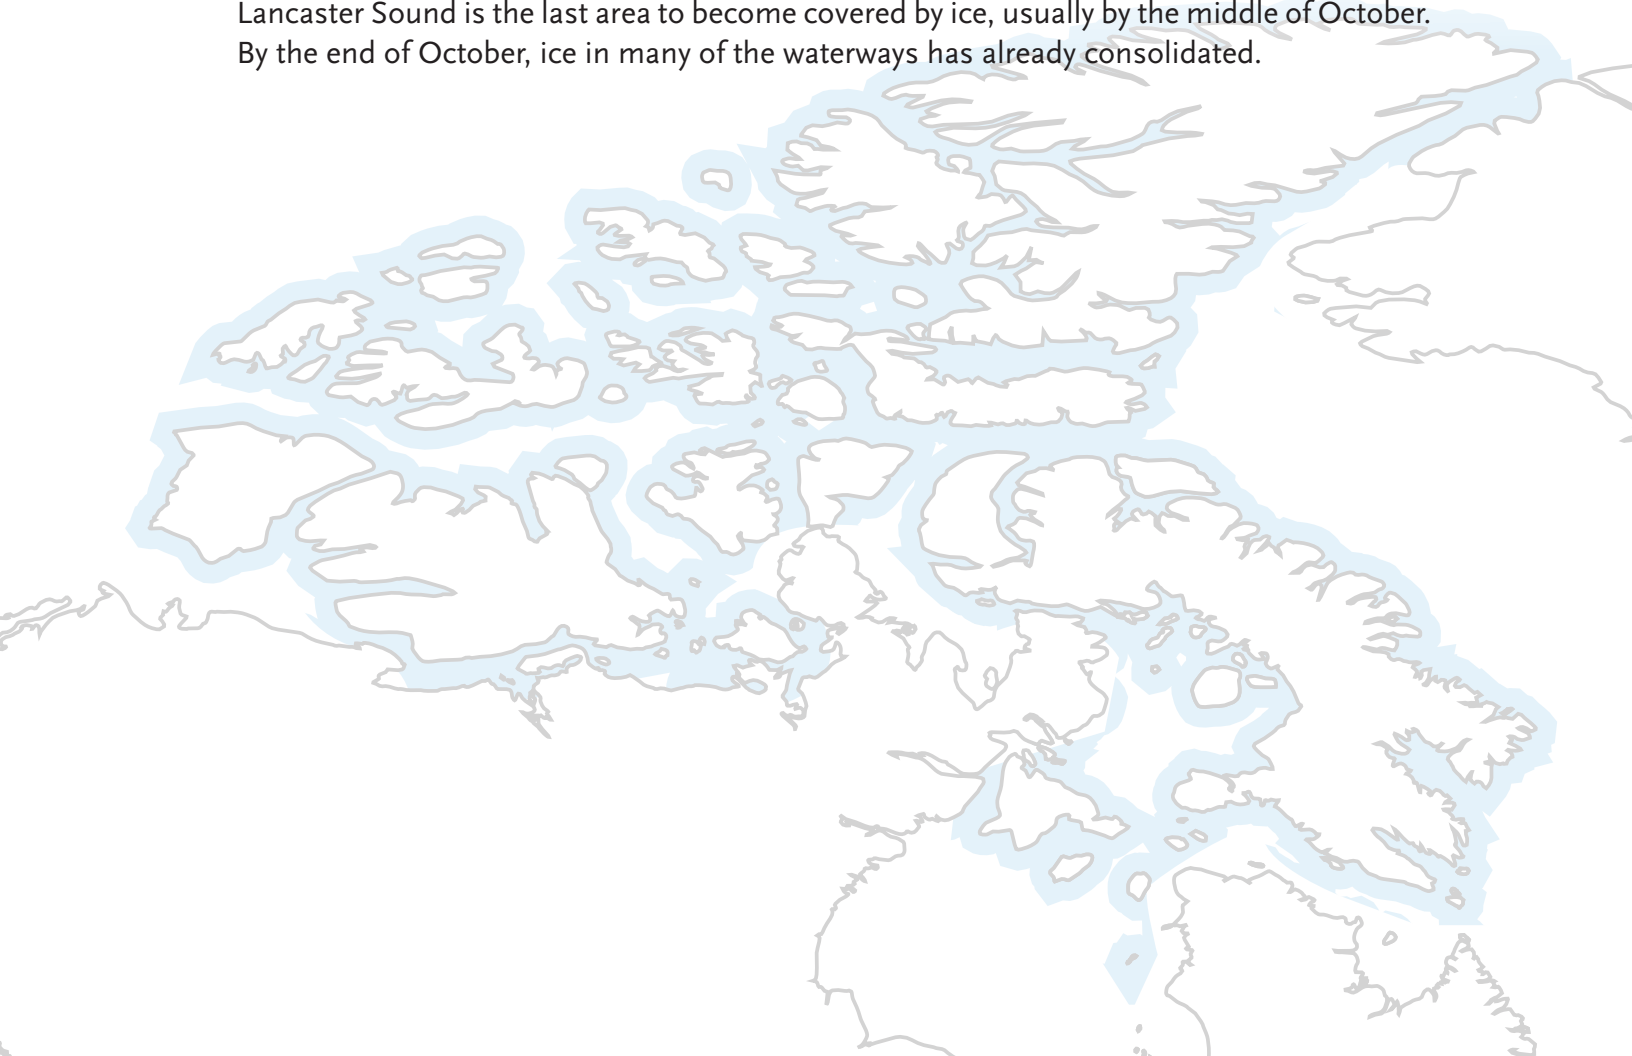 Lancaster Sound is the last area to become covered by ice, usually by the middle of October.
By the end of October, ice in many of the waterways has already consolidated.